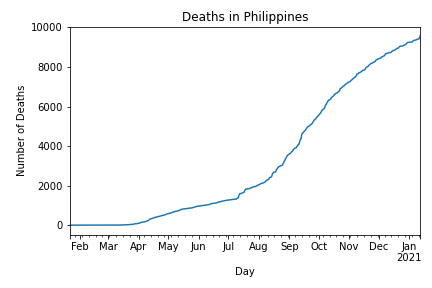 Deaths in Philippines
10000
8000
6000
4000
2000
0
Number of Deaths
Feb Mar Apr May Jun Jul Aug Sep Oct Nov Dec Jan
2021
Day